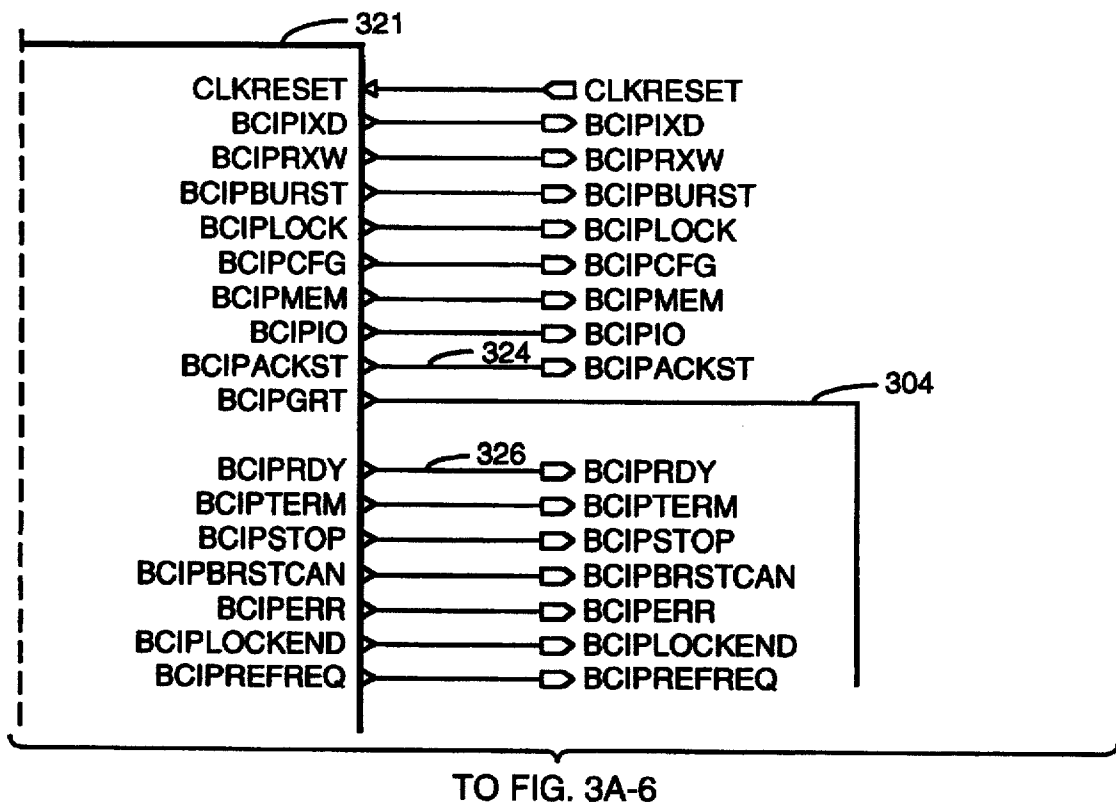 321
CLKRESET CLKRESET
BCIPIXD BCIPIXD
BCIPRXW BCIPRXW
BCIPBURST BCIPBURST
BCIPLOCK BCIPLOCK
BCIPCFG BCIPCFG
BCIPMEM BCIPMEM
BCIPIO BCIPIO
BCIPACKST 324 BCIPACKST
BCIPGRT 304
BCIPRDY 326 BCIPRDY
BCIPTERM BCIPTERM
BCIPSTOP BCIPSTOP
BCIPBRSTCAN BCIPBRSTCAN
BCIPERR BCIPERR
BCIPLOCKEND BCIPLOCKEND
BCIPREFREQ BCIPREFREQ
TO FIG. 3A-6